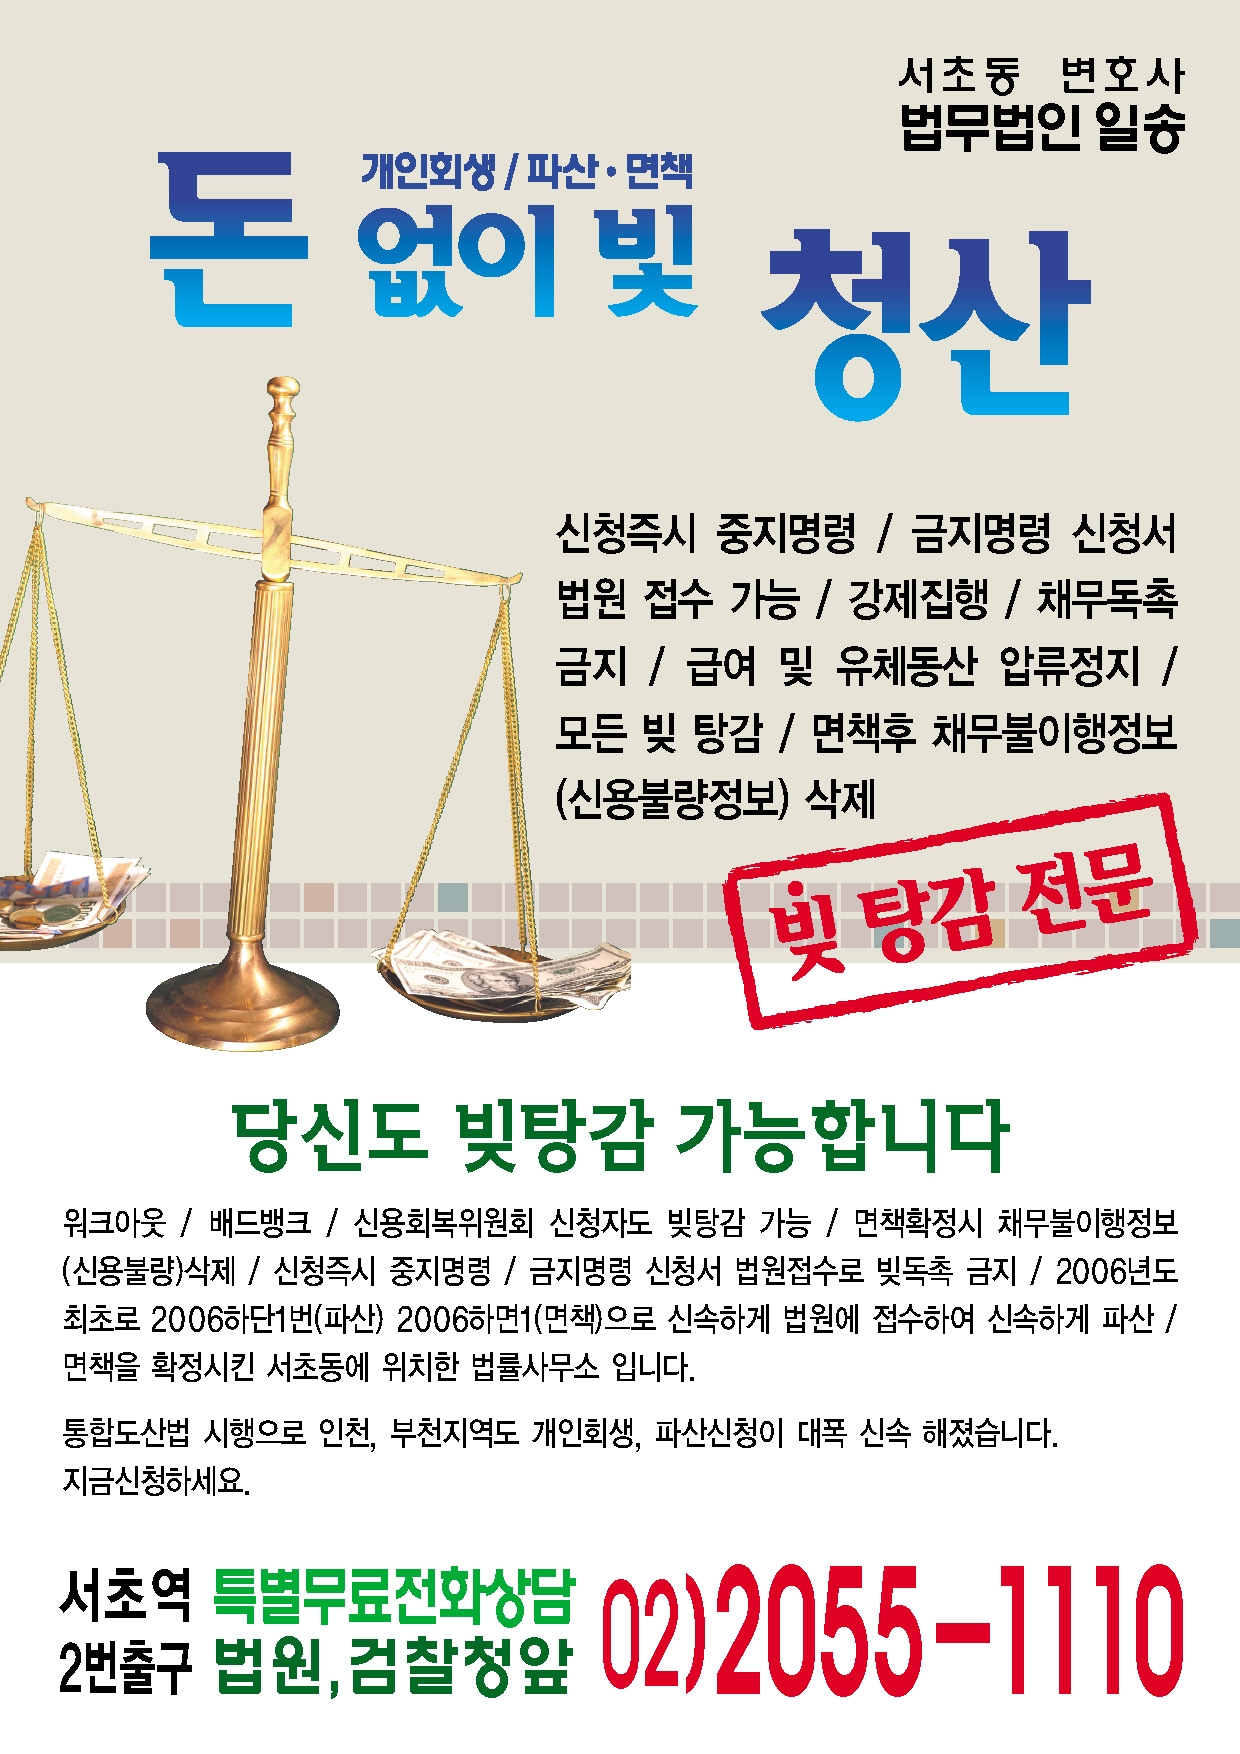 서초동 변호사
법무법인 일송
개인회생 / 파산·면책
돈 없이 빚 청산
신청즉시 중지명령 / 금지명령 신청서
법원 접수 가능 / 강제집행 / 채무독촉
금지 / 급여 및 유체동산 압류정지 /
모든 빚 탕감 / 면책후 채무불이행정보
(신용불량정보) 삭제
빚 탕감 전문
당신도 빚탕감 가능합니다
워크아웃 / 배드뱅크 / 신용회복위원회 신청자도 빚탕감 가능 / 면책확정시 채무불이행정보
(신용불량)삭제 / 신청즉시 중지명령 / 금지명령 신청서 법원접수로 빚독촉 금지 / 2006년도
최초로 2006하단1번(파산) 2006하면1(면책)으로 신속하게 법원에 접수하여 신속하게 파산 /
면책을 확정시킨 서초동에 위치한 법률사무소 입니다.
통합도산법 시행으로 인천, 부천지역도 개인회생, 파산신청이 대폭 신속 해졌습니다.
지금신청하세요.
서초역 특별무료전화상담
2번출구 법원,검찰청앞
02)2055-1110